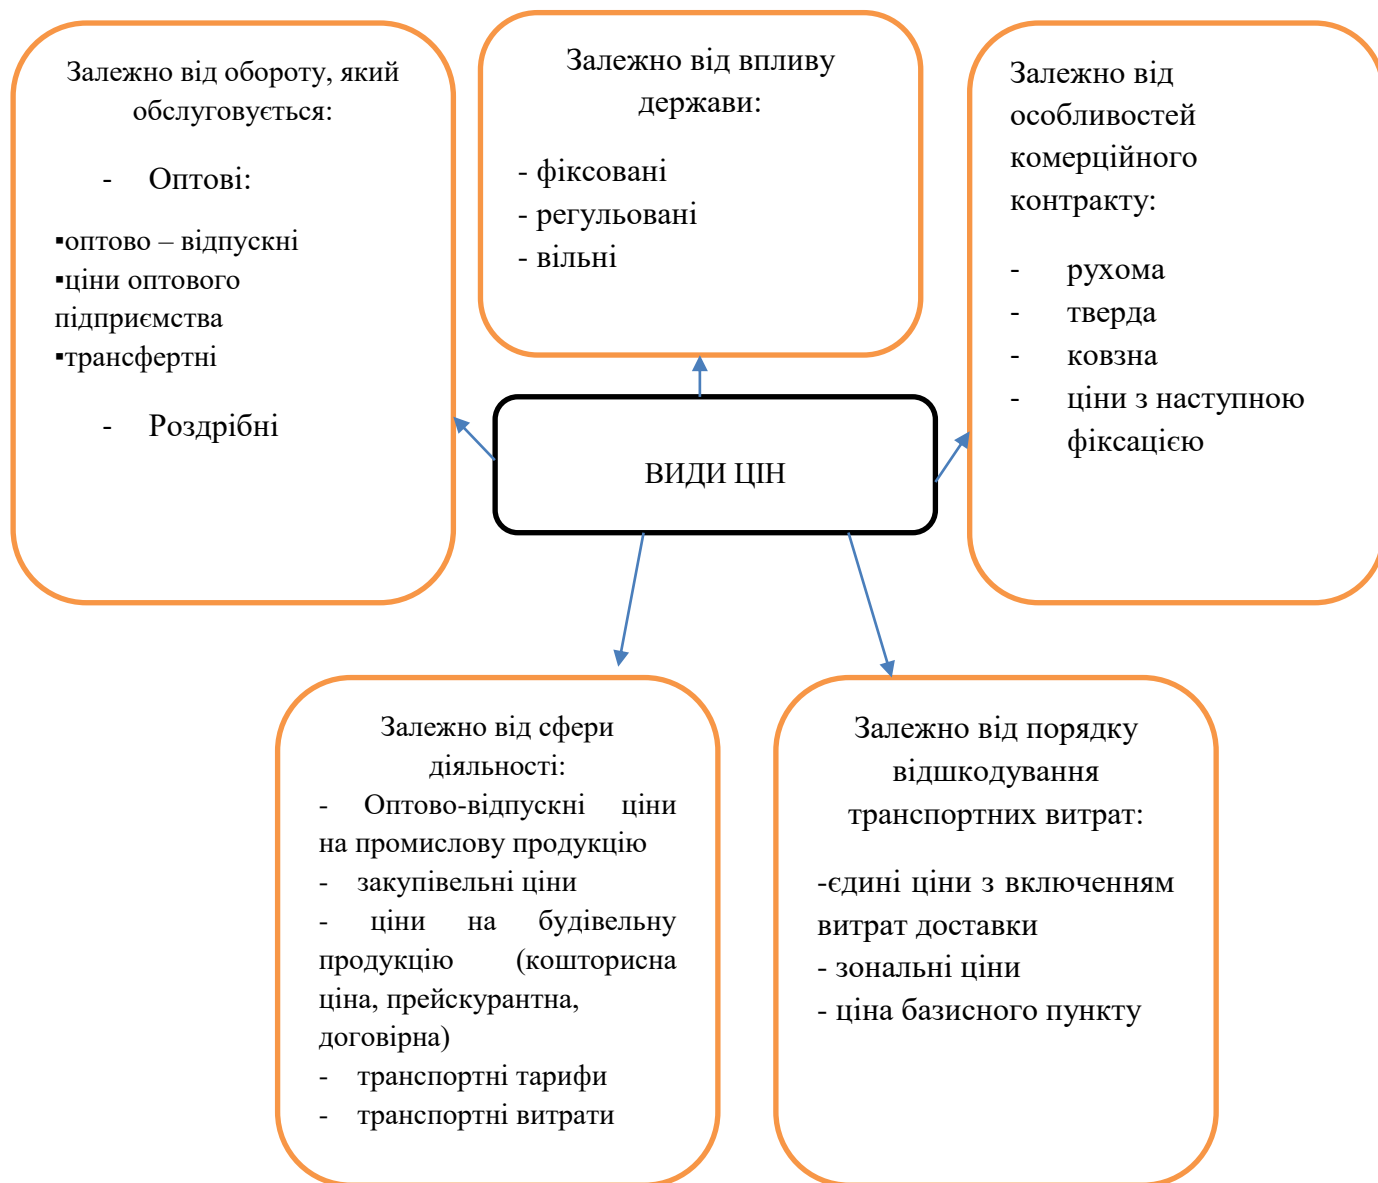 Залежно від обороту, який
обслуговується:
- Оптові:
▪оптово – відпускні
▪ціни оптового
підприємства
▪трансфертні
- Роздрібні
Залежно від впливу
держави:
- фіксовані
- регульовані
- вільні
Залежно від
особливостей
комерційного
контракту:
- рухома
- тверда
- ковзна
- ціни з наступною
фіксацією
ВИДИ ЦІН
Залежно від сфери
діяльності:
- Оптово-відпускні ціни
на промислову продукцію
- закупівельні ціни
- ціни на будівельну
продукцію (кошторисна
ціна, прейскурантна,
договірна)
- транспортні тарифи
- транспортні витрати
Залежно від порядку
відшкодування
транспортних витрат:
-єдині ціни з включенням
витрат доставки
- зональні ціни
- ціна базисного пункту